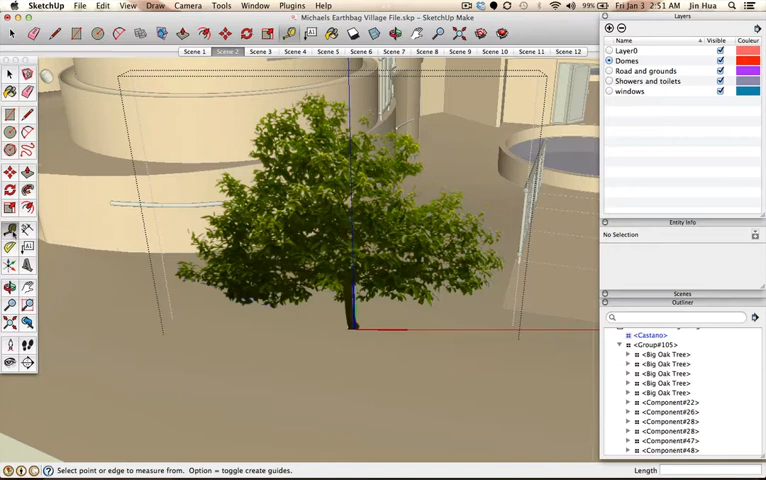 SketchUp File Edit View Draw Camera Tools Window Plugins Help 99% Fri Jan 3 2:51 AM Jin Hua
Michaels Earthbag Village File.skp - SketchUp Make
Scene 1 Scene 2 Scene 3 Scene 4 Scene 5 Scene 6 Scene 7 Scene 8 Scene 9 Scene 10 Scene 11 Scene 12
Layers
Name Visible Couleur
Layer0
Domes
Road and grounds
Showers and toilets
windows
Entity Info
No Selection
Scenes
Outliner
<Castano>
<Group#105>
<Big Oak Tree>
<Big Oak Tree>
<Big Oak Tree>
<Big Oak Tree>
<Big Oak Tree>
<Component#22>
<Component#26>
<Component#28>
<Component#28>
<Component#47>
<Component#48>
Select point or edge to measure from. Option = toggle create guides. Length